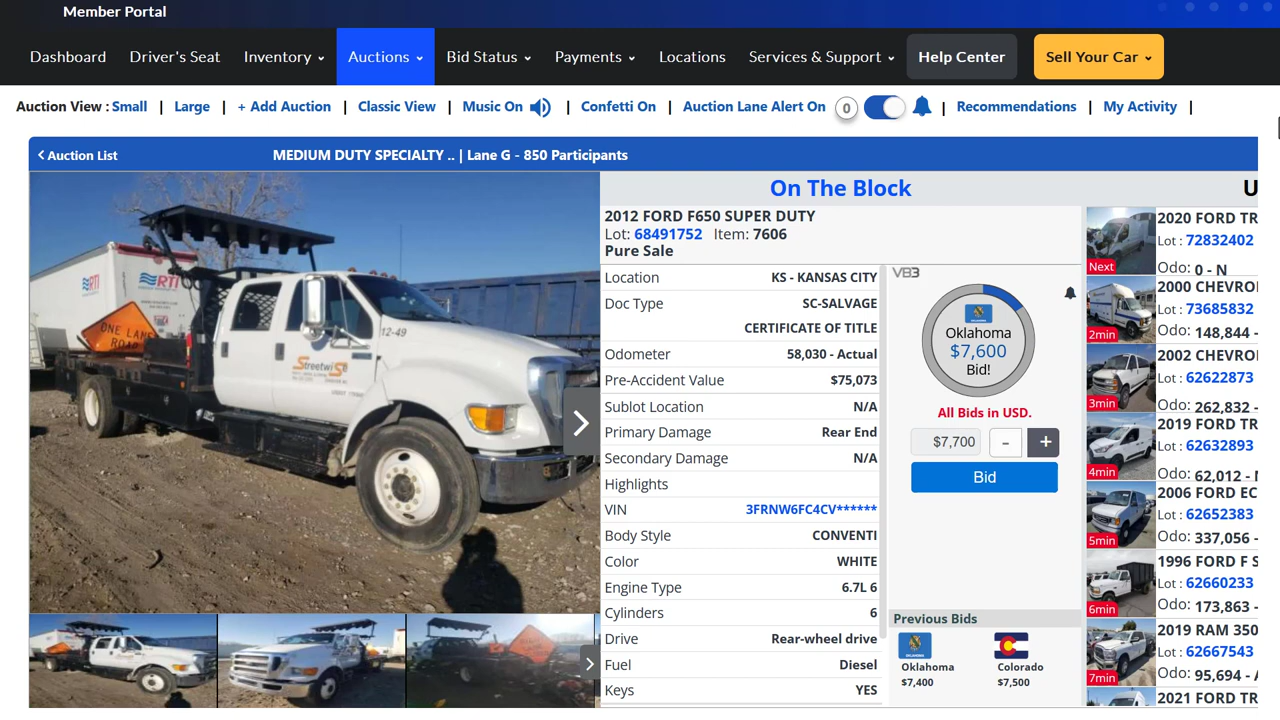 Member Portal
Dashboard Driver's Seat Inventory Auctions Bid Status Payments Locations Services & Support Help Center Sell Your Car
Auction View : Small | Large | + Add Auction | Classic View | Music On | Confetti On | Auction Lane Alert On 0 | Recommendations | My Activity |
Auction List
MEDIUM DUTY SPECIALTY .. | Lane G - 850 Participants
RTI
RTI
ONE LANE
ROAD
12-49
Streetwise
On The Block
2012 FORD F650 SUPER DUTY
Lot: 68491752 Item: 7606
Pure Sale
Location KS - KANSAS CITY
Doc Type SC-SALVAGE
CERTIFICATE OF TITLE
Odometer 58,030 - Actual
Pre-Accident Value $75,073
Sublot Location N/A
Primary Damage Rear End
Secondary Damage N/A
Highlights
VIN 3FRNW6FC4CV******
Body Style CONVENTI
Color WHITE
Engine Type 6.7L 6
Cylinders 6
Drive Rear-wheel drive
Fuel Diesel
Keys YES
VB3
Oklahoma
$7,600
Bid!
All Bids in USD.
$7,700 - +
Bid
Previous Bids
Oklahoma Colorado
$7,400 $7,500
U
2020 FORD TR
Lot : 72832402
Next Odo: 0 - N
2000 CHEVROL
Lot : 73685832
2min Odo: 148,844 -
2002 CHEVROL
Lot : 62622873
3min Odo: 262,832 -
2019 FORD TR
Lot : 62632893
4min Odo: 62,012 -
2006 FORD EC
Lot : 62652383
5min Odo: 337,056 -
1996 FORD F S
Lot : 62660233
6min Odo: 173,863 -
2019 RAM 350
Lot : 62667543
7min Odo: 95,694 -
2021 FORD TR